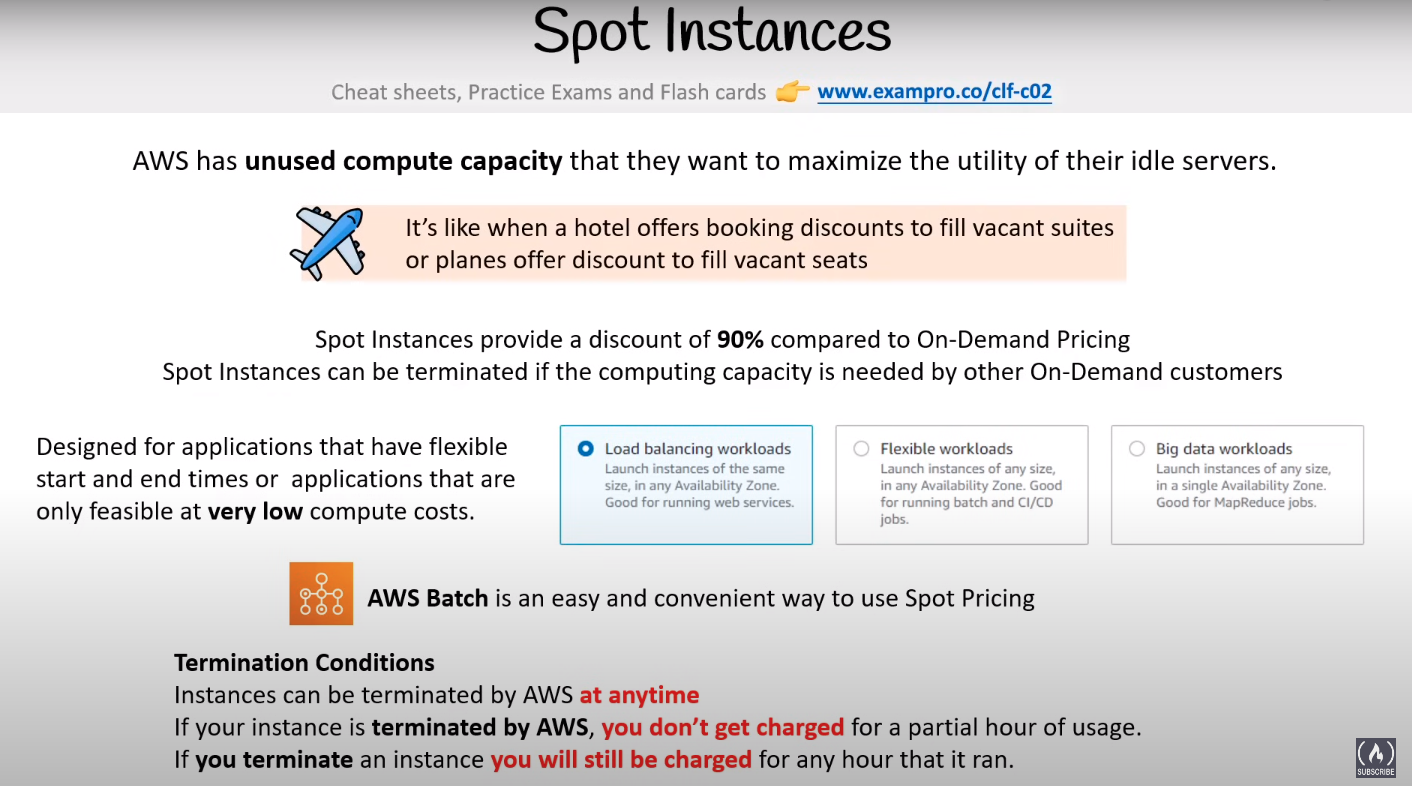 Spot Instances
Cheat sheets, Practice Exams and Flash cards 👉 www.exampro.co/clf-c02
AWS has unused compute capacity that they want to maximize the utility of their idle servers.
It’s like when a hotel offers booking discounts to fill vacant suites
or planes offer discount to fill vacant seats
Spot Instances provide a discount of 90% compared to On-Demand Pricing
Spot Instances can be terminated if the computing capacity is needed by other On-Demand customers
Designed for applications that have flexible
start and end times or applications that are
only feasible at very low compute costs.
Load balancing workloads
Launch instances of the same
size, in any Availability Zone.
Good for running web services.
Flexible workloads
Launch instances of any size,
in any Availability Zone. Good
for running batch and CI/CD
jobs.
Big data workloads
Launch instances of any size,
in a single Availability Zone.
Good for MapReduce jobs.
AWS Batch is an easy and convenient way to use Spot Pricing
Termination Conditions
Instances can be terminated by AWS at anytime
If your instance is terminated by AWS, you don’t get charged for a partial hour of usage.
If you terminate an instance you will still be charged for any hour that it ran.
SUBSCRIBE